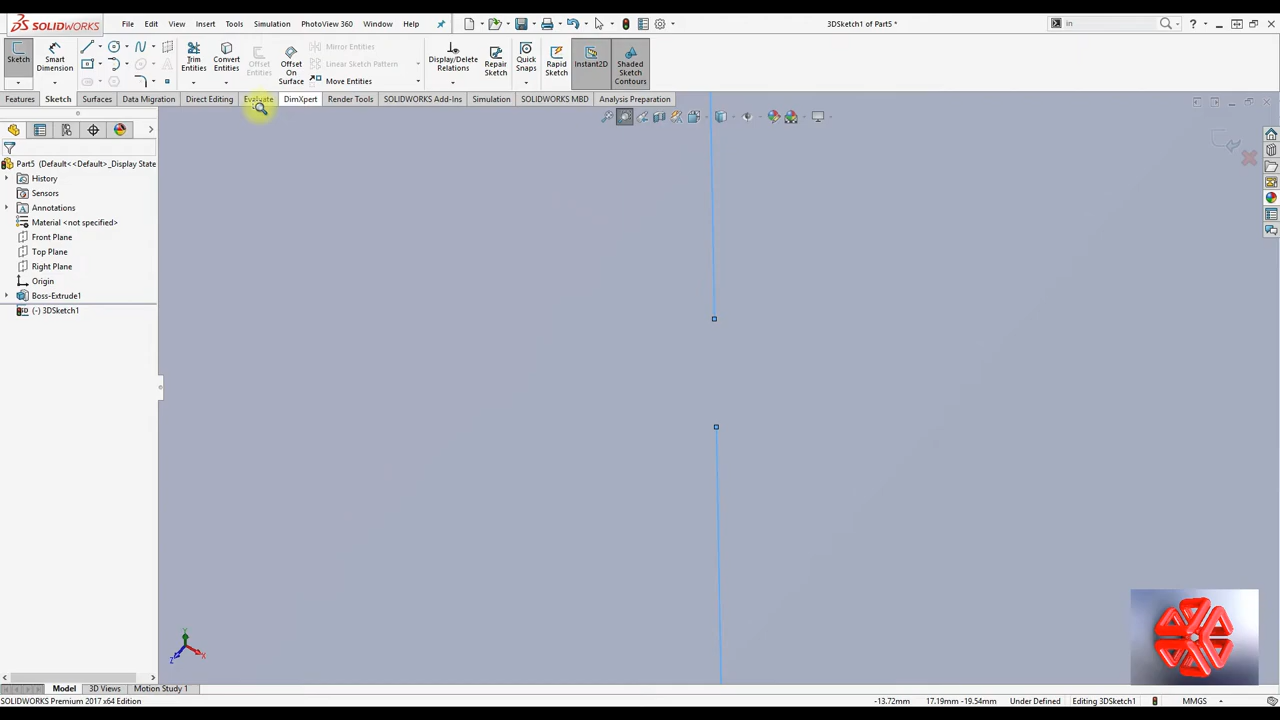 SOLIDWORKS File Edit View Insert Tools Simulation PhotoView 360 Window Help 3DSketch1 of Part5 * in
Sketch Smart Dimension Trim Entities Convert Entities Offset Entities Offset On Surface Mirror Entities Linear Sketch Pattern Move Entities Display/Delete Relations Repair Sketch Quick Snaps Rapid Sketch Instant2D Shaded Sketch Contours
Features Sketch Surfaces Data Migration Direct Editing Evaluate DimXpert Render Tools SOLIDWORKS Add-Ins Simulation SOLIDWORKS MBD Analysis Preparation
Part5 (Default<<Default>_Display State
History
Sensors
Annotations
Material <not specified>
Front Plane
Top Plane
Right Plane
Origin
Boss-Extrude1
(-) 3DSketch1
Y
Z X
Model 3D Views Motion Study 1
SOLIDWORKS Premium 2017 x64 Edition -13.72mm 17.19mm -19.54mm Under Defined Editing 3DSketch1 MMGS